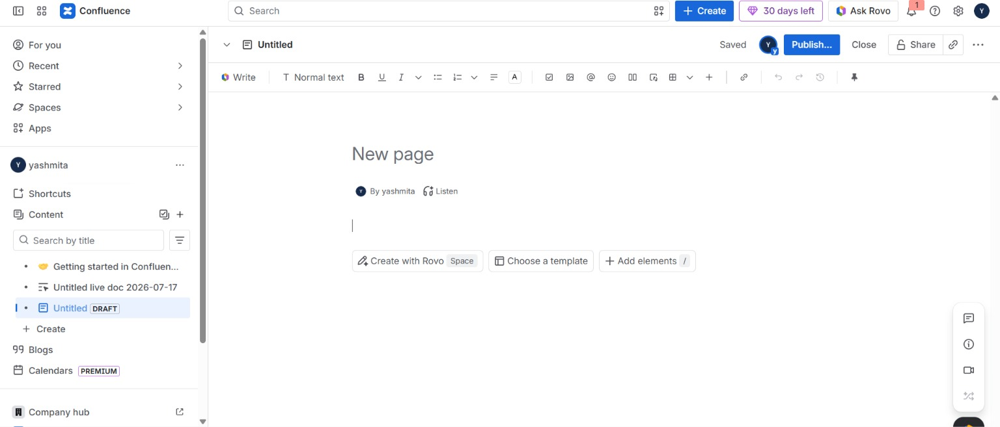 Confluence Search Create 30 days left Ask Rovo 1 Y
For you
Recent
Starred
Spaces
Apps
Y yashmita
Shortcuts
Content
Search by title
Getting started in Confluen...
Untitled live doc 2026-07-17
Untitled DRAFT
Create
Blogs
Calendars PREMIUM
Company hub
Untitled Saved Y y Publish... Close Share
Write T Normal text B U I A
New page
Y By yashmita Listen
Create with Rovo Space Choose a template Add elements /